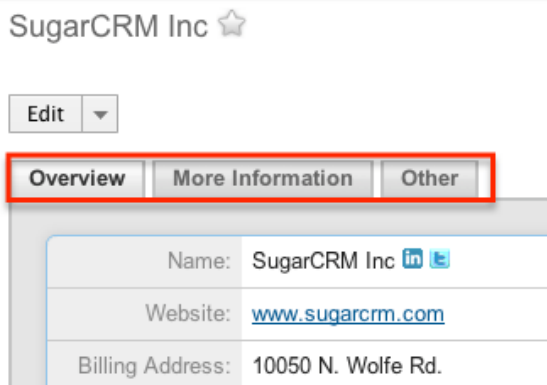 SugarCRM Inc
Edit
Overview More Information Other
Name: SugarCRM Inc
Website: www.sugarcrm.com
Billing Address: 10050 N. Wolfe Rd.